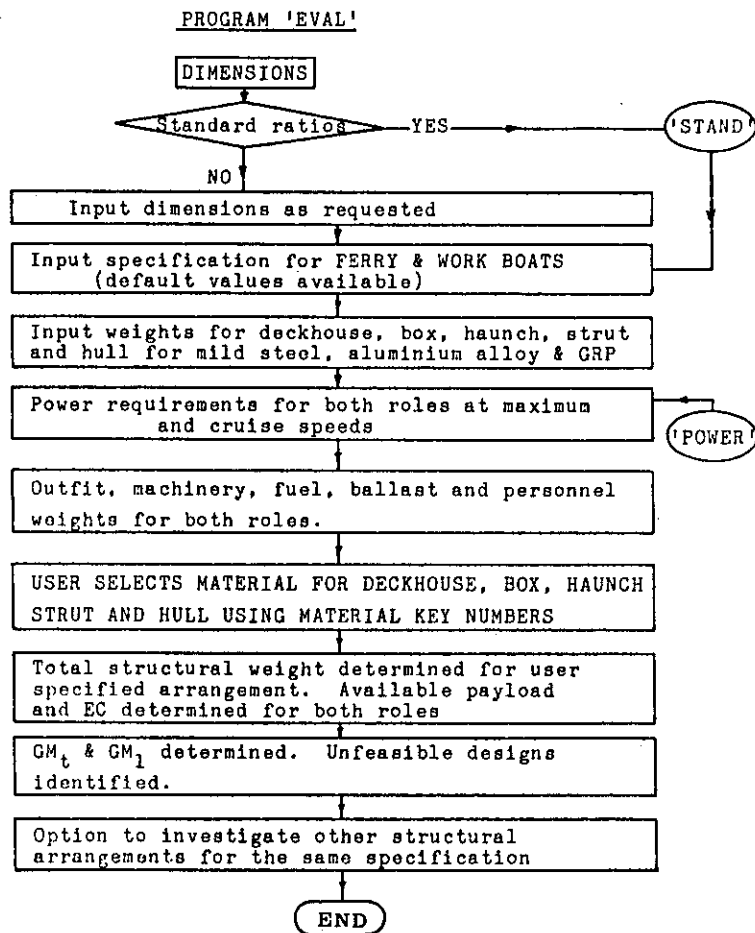 PROGRAM 'EVAL'
DIMENSIONS
Standard ratios
YES
'STAND'
NO
Input dimensions as requested
Input specification for FERRY & WORK BOATS
(default values available)
Input weights for deckhouse, box, haunch, strut
and hull for mild steel, aluminium alloy & GRP
Power requirements for both roles at maximum
and cruise speeds
'POWER'
Outfit, machinery, fuel, ballast and personnel
weights for both roles.
USER SELECTS MATERIAL FOR DECKHOUSE, BOX, HAUNCH
STRUT AND HULL USING MATERIAL KEY NUMBERS
Total structural weight determined for user
specified arrangement. Available payload
and EC determined for both roles
GMt & GMl determined. Unfeasible designs
identified.
Option to investigate other structural
arrangements for the same specification
END